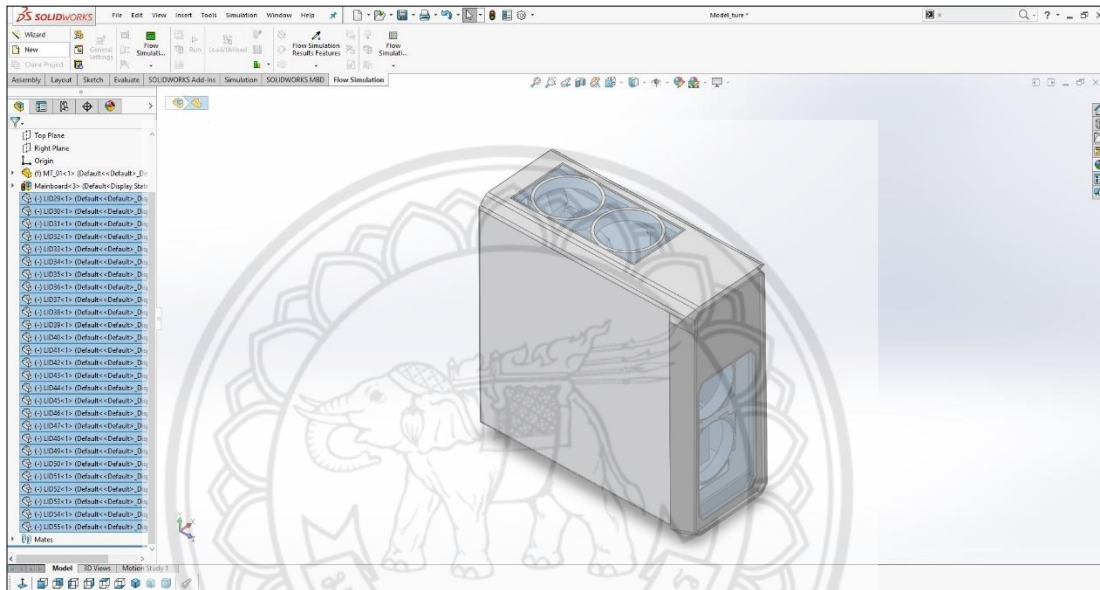 SOLIDWORKS File Edit View Insert Tools Simulation Window Help Model_ture *
Wizard
New
Clone Project
General Settings
Flow Simulati...
Run Load/Unload
Flow Simulation Results Features
Flow Simulati...
Assembly Layout Sketch Evaluate SOLIDWORKS Add-Ins Simulation SOLIDWORKS MBD Flow Simulation
Top Plane
Right Plane
Origin
(f) MT_01<1> (Default<<Default>_Di
Mainboard<3> (Default<Display State
(-) LID29<1> (Default<<Default>_Dis
(-) LID30<1> (Default<<Default>_Dis
(-) LID31<1> (Default<<Default>_Dis
(-) LID32<1> (Default<<Default>_Dis
(-) LID33<1> (Default<<Default>_Dis
(-) LID34<1> (Default<<Default>_Dis
(-) LID35<1> (Default<<Default>_Dis
(-) LID36<1> (Default<<Default>_Dis
(-) LID37<1> (Default<<Default>_Dis
(-) LID38<1> (Default<<Default>_Dis
(-) LID39<1> (Default<<Default>_Dis
(-) LID40<1> (Default<<Default>_Dis
(-) LID41<1> (Default<<Default>_Dis
(-) LID42<1> (Default<<Default>_Dis
(-) LID43<1> (Default<<Default>_Dis
(-) LID44<1> (Default<<Default>_Dis
(-) LID45<1> (Default<<Default>_Dis
(-) LID46<1> (Default<<Default>_Dis
(-) LID47<1> (Default<<Default>_Dis
(-) LID48<1> (Default<<Default>_Dis
(-) LID49<1> (Default<<Default>_Dis
(-) LID50<1> (Default<<Default>_Dis
(-) LID51<1> (Default<<Default>_Dis
(-) LID52<1> (Default<<Default>_Dis
(-) LID53<1> (Default<<Default>_Dis
(-) LID54<1> (Default<<Default>_Dis
(-) LID55<1> (Default<<Default>_Dis
Mates
Model 3D Views Motion Study 1